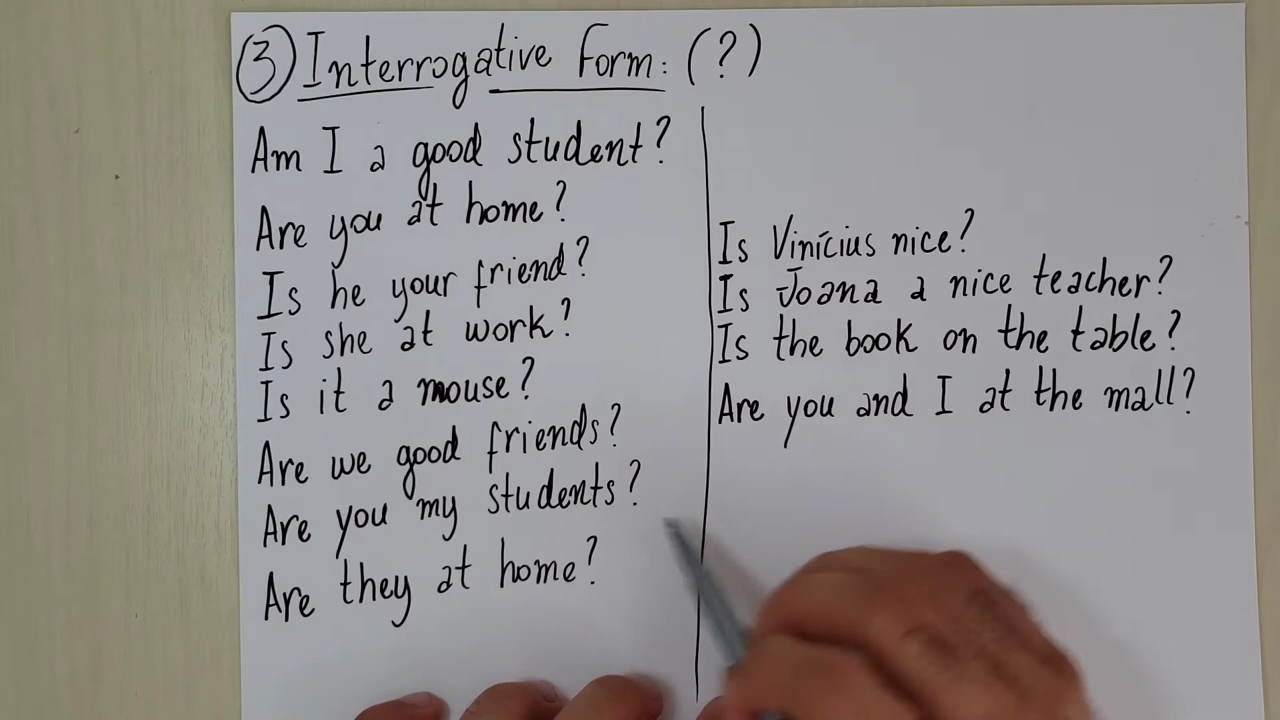 ③ Interrogative Form: (?)
Am I a good student?
Are you at home?
Is he your friend?
Is she at work?
Is it a mouse?
Are we good friends?
Are you my students?
Are they at home?
Is Vinícius nice?
Is Joana a nice teacher?
Is the book on the table?
Are you and I at the mall?